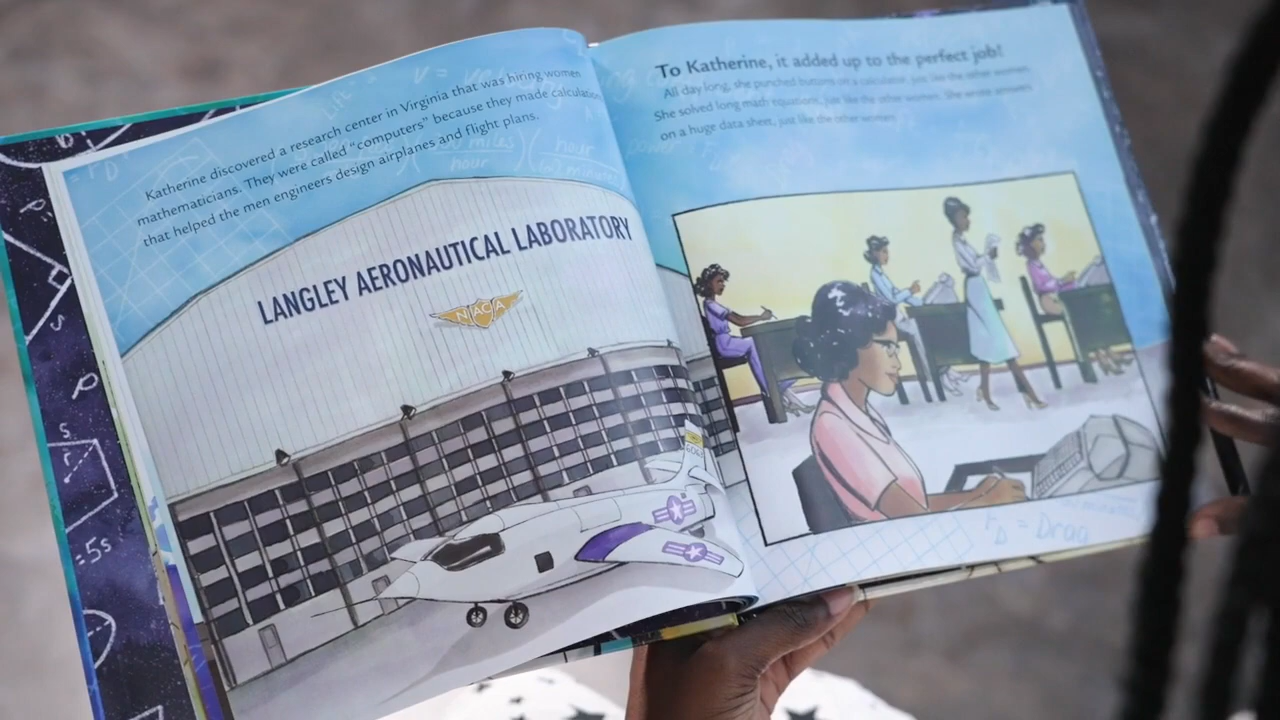 Katherine discovered a research center in Virginia that was hiring women
mathematicians. They were called "computers" because they made calculations
that helped the men engineers design airplanes and flight plans.
LANGLEY AERONAUTICAL LABORATORY
NACA
To Katherine, it added up to the perfect job!
All day long, she punched buttons on a calculator, just like the other women.
She solved long math equations, just like the other women. She wrote answers
on a huge data sheet, just like the other women.
F_D = Drag
:5s
s
r
s